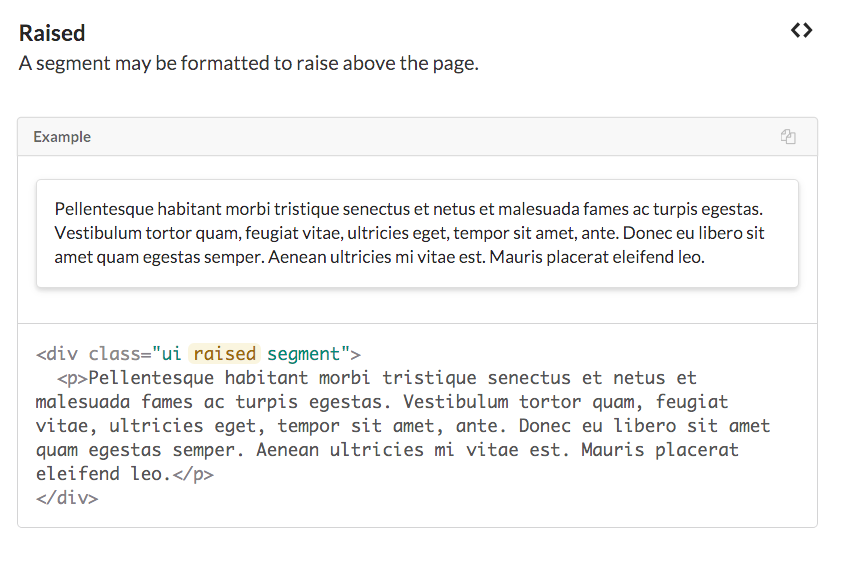 Raised
A segment may be formatted to raise above the page.
Example
Pellentesque habitant morbi tristique senectus et netus et malesuada fames ac turpis egestas.
Vestibulum tortor quam, feugiat vitae, ultricies eget, tempor sit amet, ante. Donec eu libero sit
amet quam egestas semper. Aenean ultricies mi vitae est. Mauris placerat eleifend leo.
<div class="ui raised segment">
  <p>Pellentesque habitant morbi tristique senectus et netus et
malesuada fames ac turpis egestas. Vestibulum tortor quam, feugiat
vitae, ultricies eget, tempor sit amet, ante. Donec eu libero sit amet
quam egestas semper. Aenean ultricies mi vitae est. Mauris placerat
eleifend leo.</p>
</div>